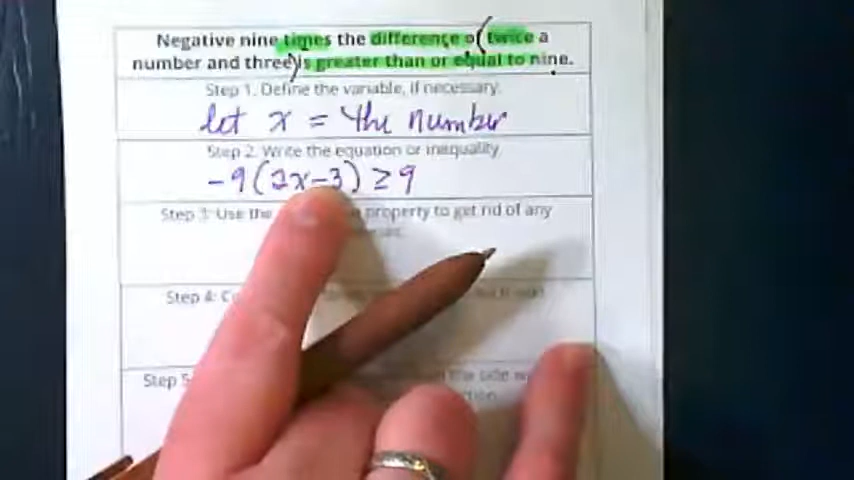 Negative nine times the difference of (twice a
number and three) is greater than or equal to nine.
Step 1: Define the variable, if necessary.
let x = the number
Step 2: Write the equation or inequality
-9(2x-3) ≥ 9
Step 3: Use the property to get rid of any
Step 4:
Step 5 the side